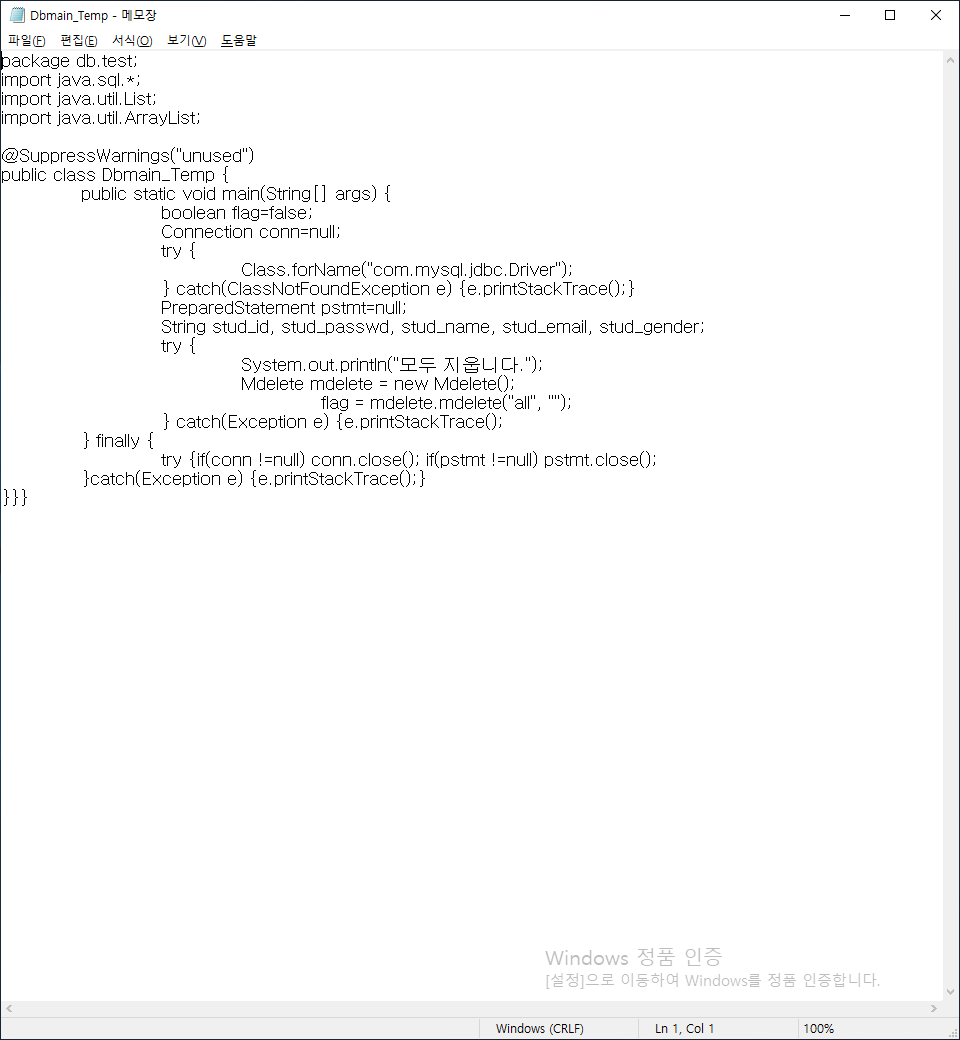 Dbmain_Temp - 메모장
파일(F) 편집(E) 서식(O) 보기(V) 도움말
package db.test;
import java.sql.*;
import java.util.List;
import java.util.ArrayList;
@SuppressWarnings("unused")
public class Dbmain_Temp {
public static void main(String[] args) {
boolean flag=false;
Connection conn=null;
try {
Class.forName("com.mysql.jdbc.Driver");
} catch(ClassNotFoundException e) {e.printStackTrace();}
PreparedStatement pstmt=null;
String stud_id, stud_passwd, stud_name, stud_email, stud_gender;
try {
System.out.println("모두 지웁니다.");
Mdelete mdelete = new Mdelete();
flag = mdelete.mdelete("all", "");
} catch(Exception e) {e.printStackTrace();
} finally {
try {if(conn !=null) conn.close(); if(pstmt !=null) pstmt.close();
}catch(Exception e) {e.printStackTrace();}
}}}
Windows 정품 인증
[설정]으로 이동하여 Windows를 정품 인증합니다.
Windows (CRLF) Ln 1, Col 1 100%